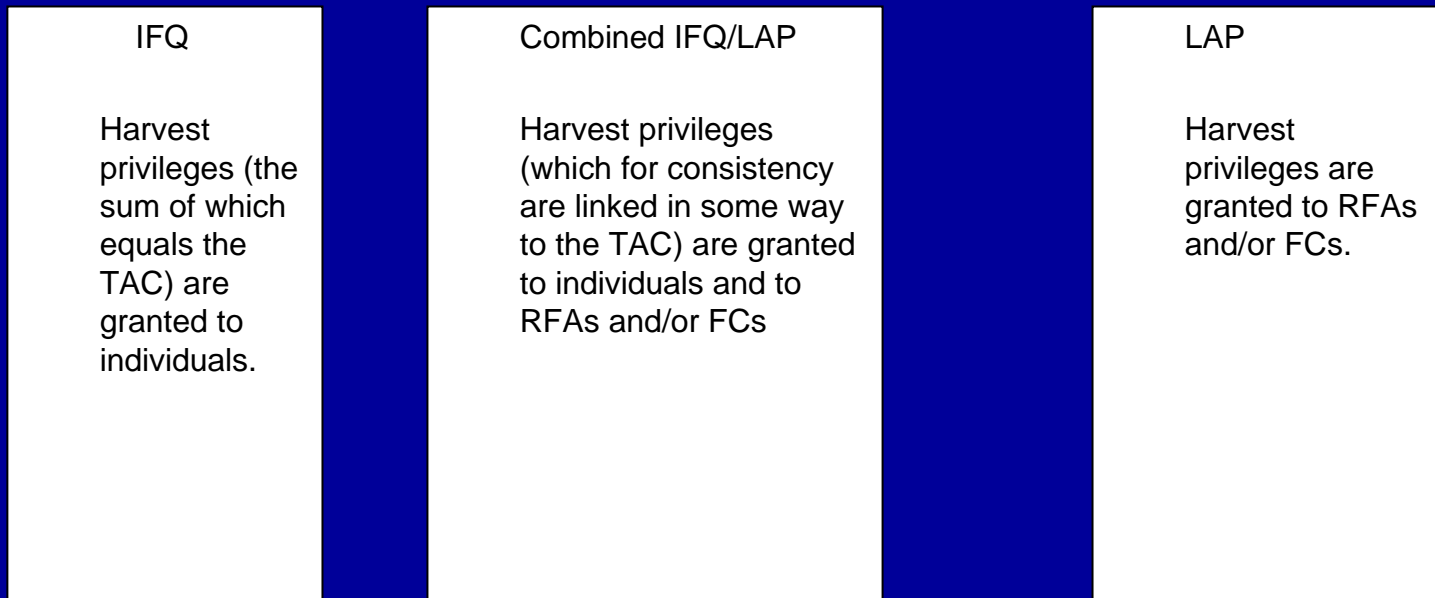 IFQ
Harvest
privileges (the
sum of which
equals the
TAC) are
granted to
individuals.
Combined IFQ/LAP
Harvest privileges
(which for consistency
are linked in some way
to the TAC) are granted
to individuals and to
RFAs and/or FCs
LAP
Harvest
privileges are
granted to RFAs
and/or FCs.